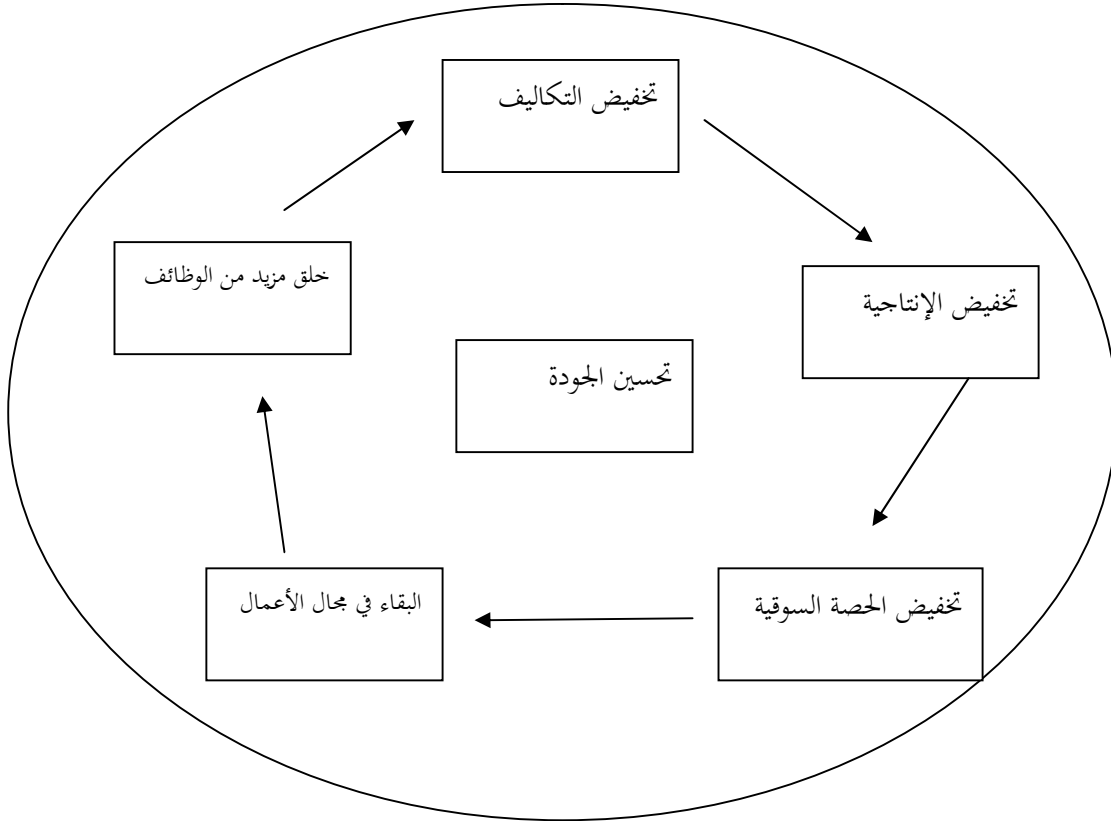 تخفيض التكاليف
خلق مزيد من الوظائف
تخفيض الإنتاجية
تحسين الجودة
البقاء في مجال الأعمال
تخفيض الحصة السوقية